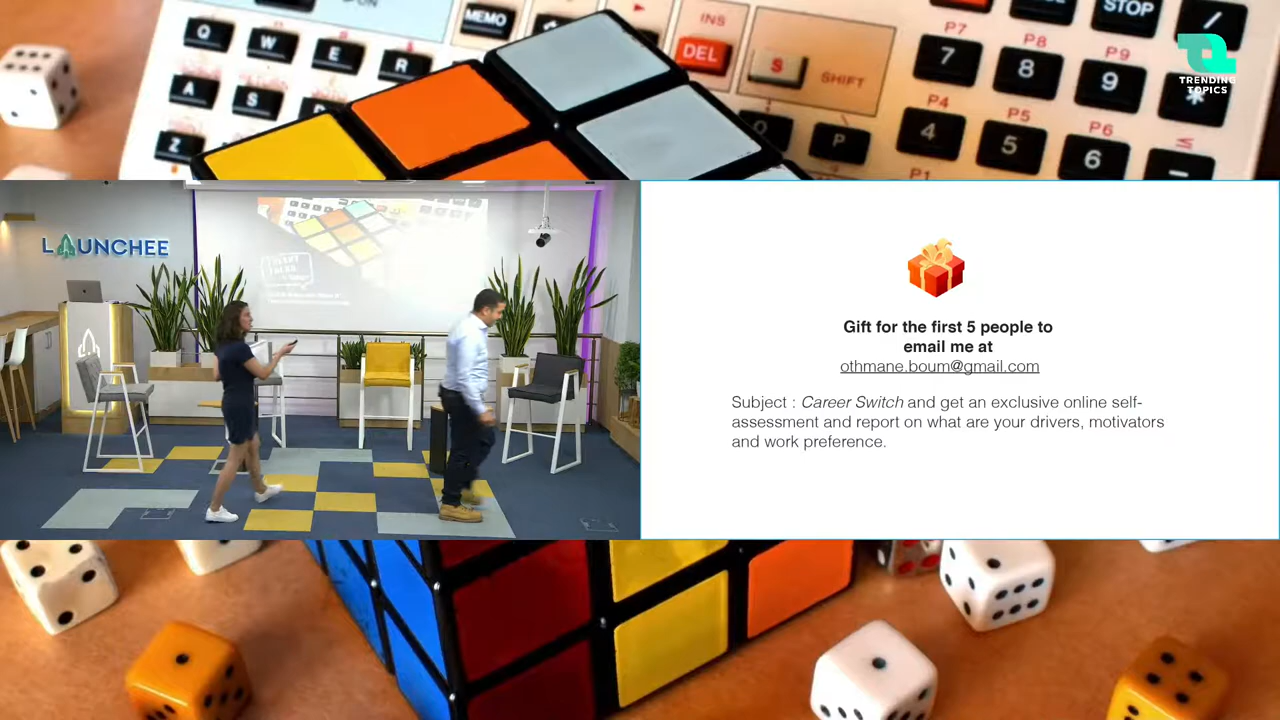 MEMO
INS
DEL
S
SHIFT
STOP
/
P7
P8
P9
Q
W
E
R
7
8
9
*
TRENDING
TOPICS
A
S
P4
P5
P6
Z
P
4
5
6
P1
LAUNCHEE
Gift for the first 5 people to
email me at
othmane.boum@gmail.com
Subject : Career Switch and get an exclusive online self-
assessment and report on what are your drivers, motivators
and work preference.